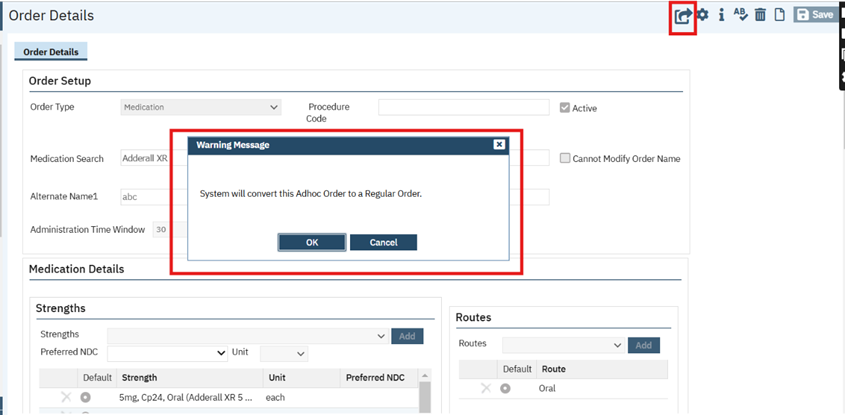 Order Details
Save
Order Details
Order Setup
Order Type Medication Procedure Code Active
Medication Search Adderall XR Cannot Modify Order Name
Alternate Name1 abc
Administration Time Window 30
Warning Message
System will convert this Adhoc Order to a Regular Order.
OK Cancel
Medication Details
Strengths
Strengths Add
Preferred NDC Unit
Default Strength Unit Preferred NDC
5mg, Cp24, Oral (Adderall XR 5 ... each
Routes
Routes Add
Default Route
Oral